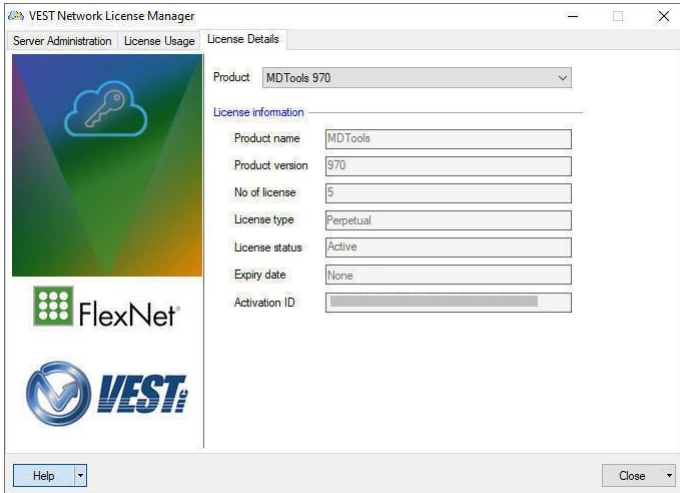 VEST Network License Manager
Server Administration License Usage License Details
Product MDTools 970
License information
Product name MDTools
Product version 970
No of license 5
License type Perpetual
License status Active
Expiry date None
Activation ID
FlexNet
VEST INC
Help Close